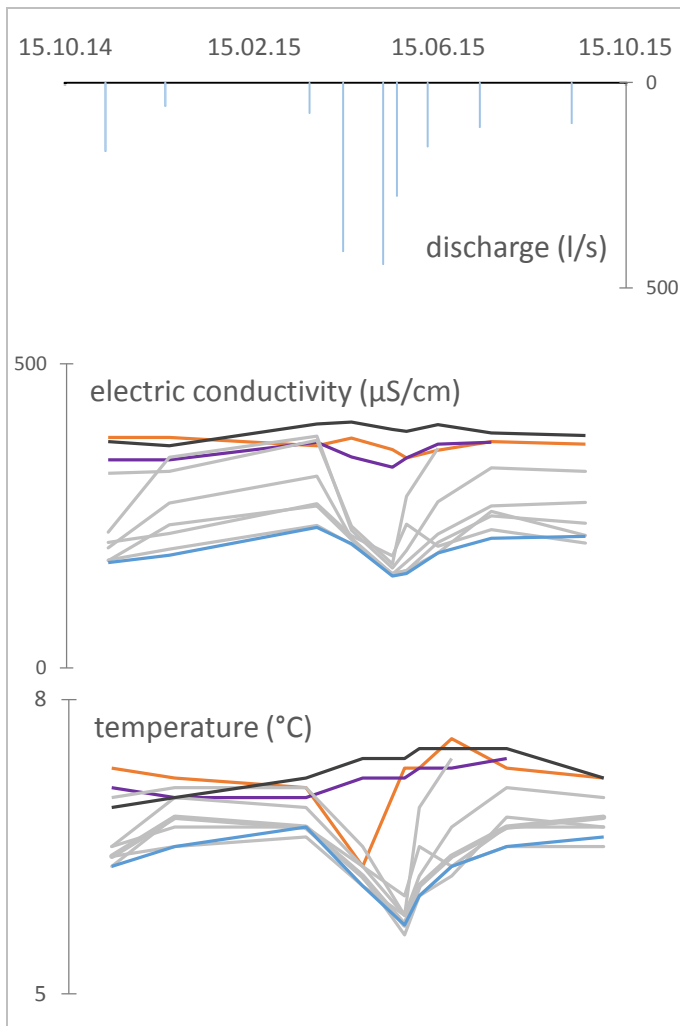 15.10.14 15.02.15 15.06.15 15.10.15
0
discharge (l/s)
500
500
electric conductivity (µS/cm)
0
8
temperature (°C)
5